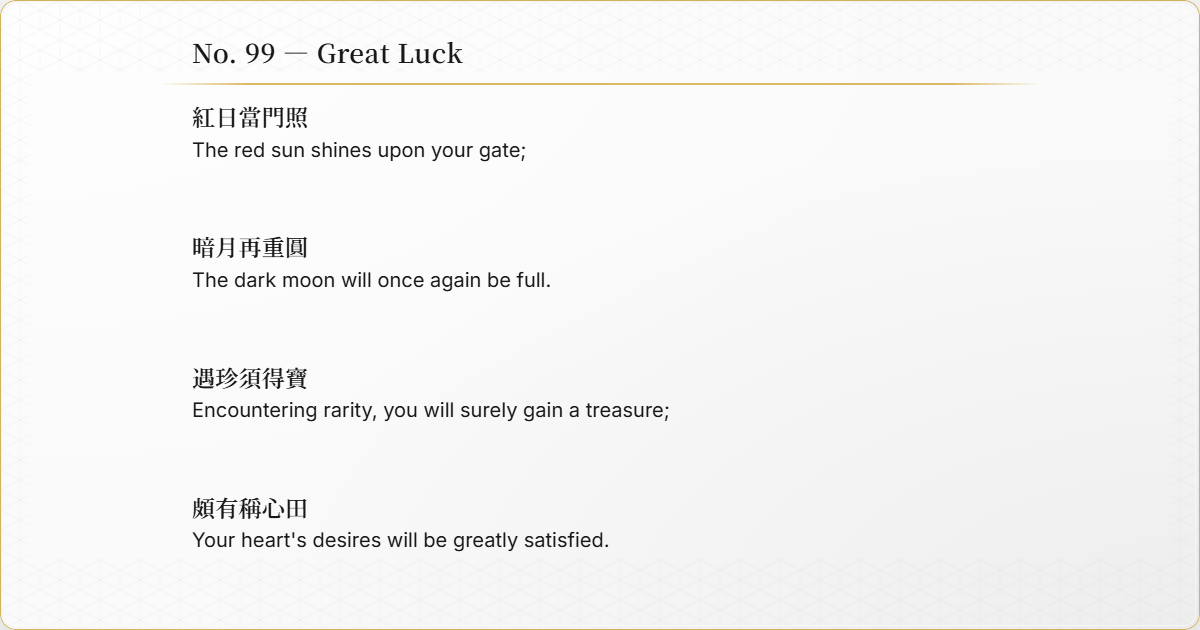 No. 99 — Great Luck
紅日當門照
The red sun shines upon your gate;
暗月再重圓
The dark moon will once again be full.
遇珍須得寶
Encountering rarity, you will surely gain a treasure;
頗有稱心田
Your heart's desires will be greatly satisfied.